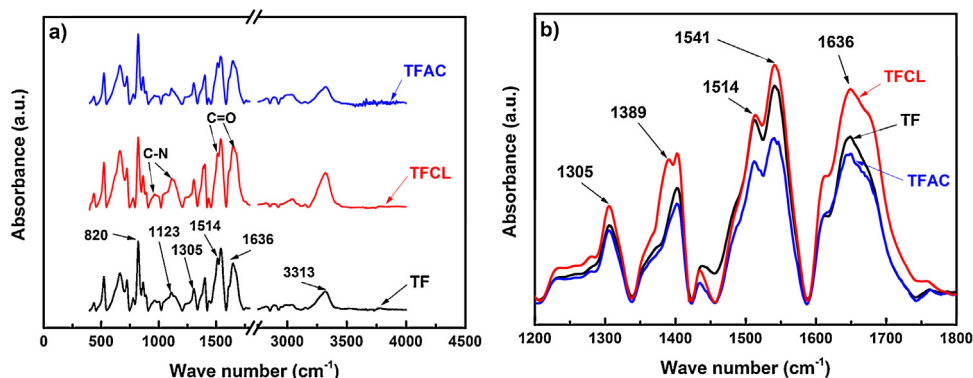 a)
TFAC
C=O
C-N
TFCL
820
1123
1305
1514
1636
3313
TF
Absorbance (a.u.)
0 500 1000 1500 3000 3500 4000 4500
Wave number (cm⁻¹)
b)
1541
1636
1514
TFCL
1389
TF
1305
TFAC
Absorbance (a.u.)
1200 1300 1400 1500 1600 1700 1800
Wave number (cm⁻¹)